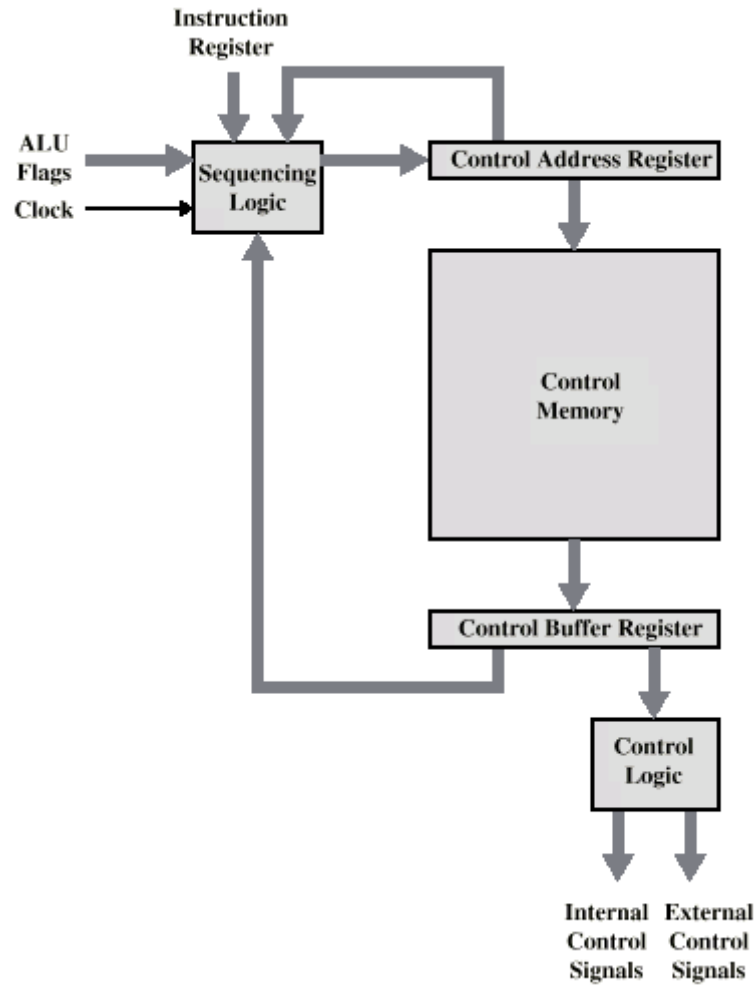 Instruction
Register
ALU
Flags
Clock
Sequencing
Logic
Control Address Register
Control
Memory
Control Buffer Register
Control
Logic
Internal
Control
Signals
External
Control
Signals